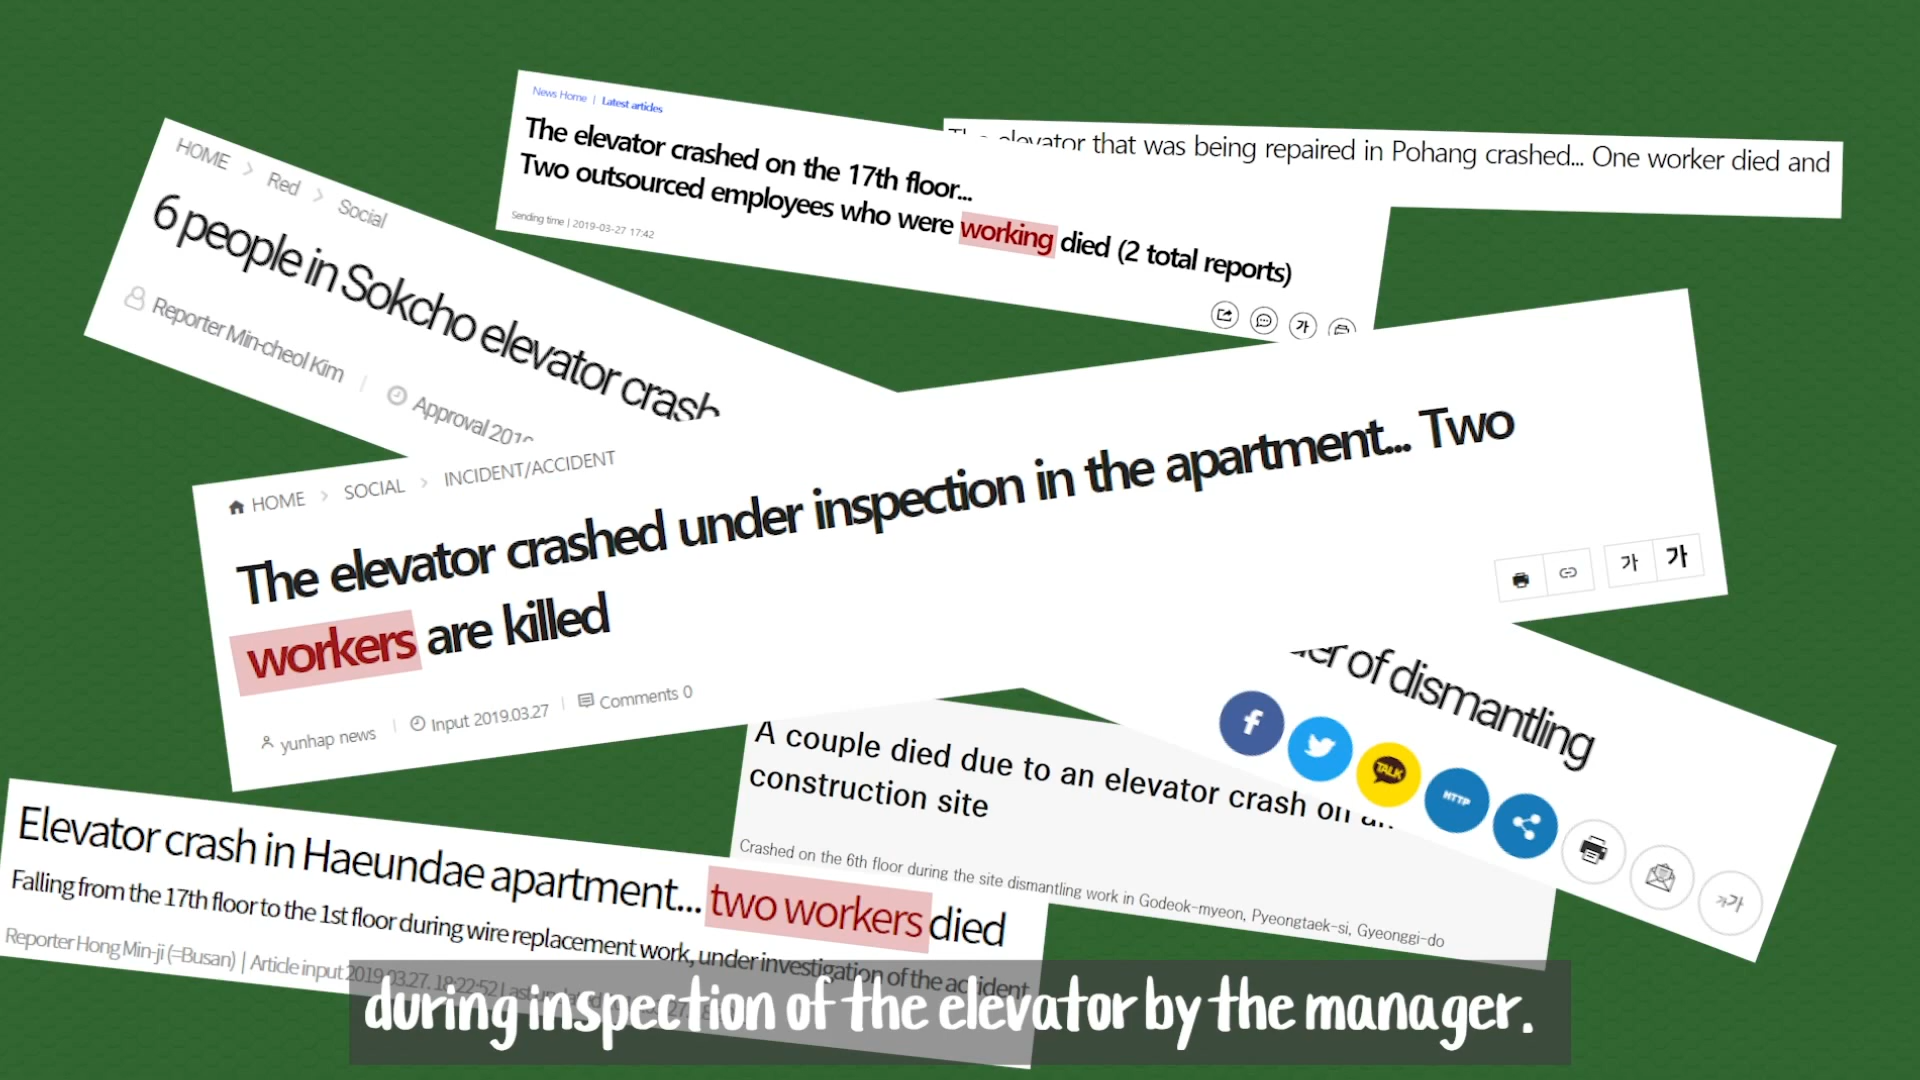 News Home | Latest articles
The elevator crashed on the 17th floor...
Two outsourced employees who were working died (2 total reports)
Sending time | 2019-03-27 17:42
가
The elevator that was being repaired in Pohang crashed... One worker died and
HOME > Red > Social
6 people in Sokcho elevator crash
Reporter Min-cheol Kim | Approval 2019
HOME > SOCIAL > INCIDENT/ACCIDENT
The elevator crashed under inspection in the apartment... Two
workers are killed
가 가
yunhap news | Input 2019.03.27 | Comments 0
of dismantling
f
TALK
HTTP
가가
A couple died due to an elevator crash on
construction site
Crashed on the 6th floor during the site dismantling work in Godeok-myeon, Pyeongtaek-si, Gyeonggi-do
Elevator crash in Haeundae apartment... two workers died
Falling from the 17th floor to the 1st floor during wire replacement work, under investigation of the accident
Reporter Hong Min-ji (=Busan) | Article input 2019.03.27. 18:22:52
during inspection of the elevator by the manager.